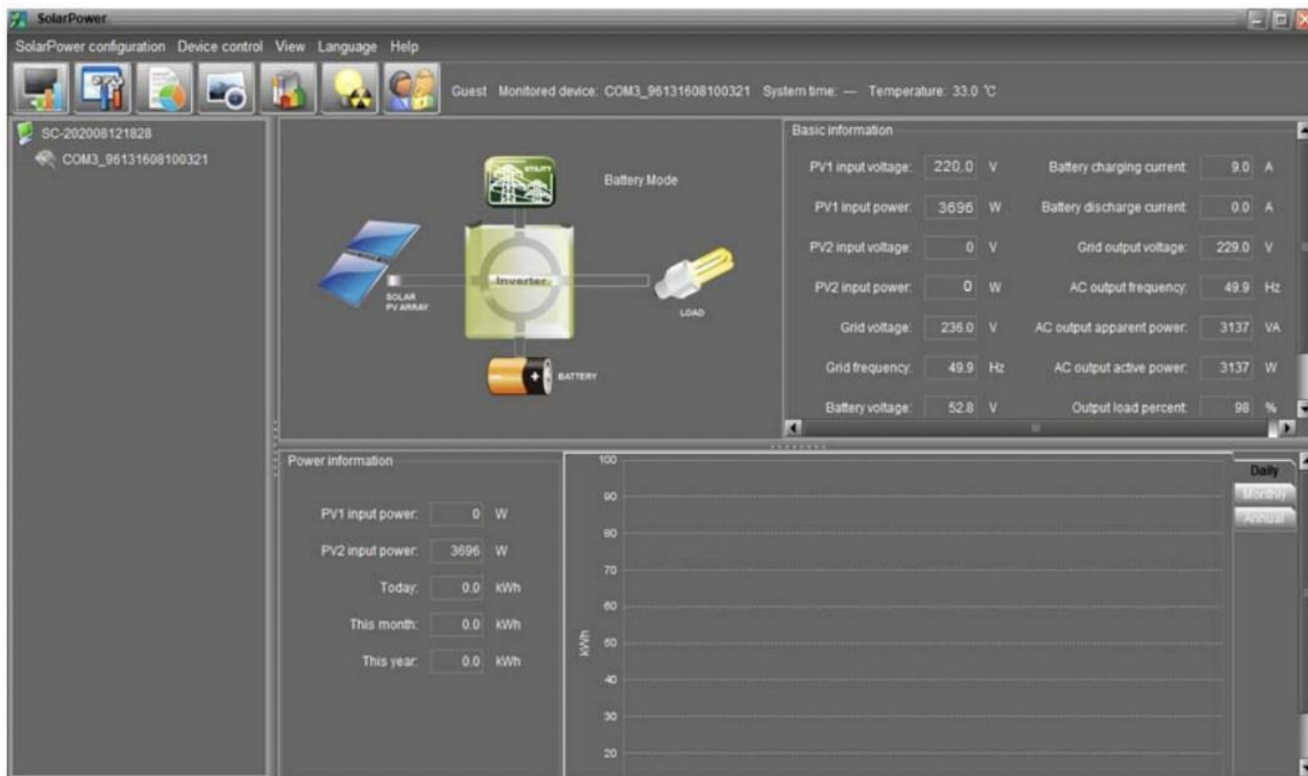 SolarPower
SolarPower configuration Device control View Language Help
Guest Monitored device: COM3_96131608100321 System time: --- Temperature: 33.0 °C
SC-202008121828
COM3_96131608100321
UTILITY
Battery Mode
Inverter
SOLAR
PV ARRAY
LOAD
BATTERY
Basic information
PV1 input voltage: 220.0 V Battery charging current: 9.0 A
PV1 input power: 3696 W Battery discharge current: 0.0 A
PV2 input voltage: 0 V Grid output voltage: 229.0 V
PV2 input power: 0 W AC output frequency: 49.9 Hz
Grid voltage: 236.0 V AC output apparent power: 3137 VA
Grid frequency: 49.9 Hz AC output active power: 3137 W
Battery voltage: 52.8 V Output load percent: 98 %
Power information
PV1 input power: 0 W
PV2 input power: 3696 W
Today: 0.0 kWh
This month: 0.0 kWh
This year: 0.0 kWh
kWh
100
90
80
70
60
50
40
30
20
Daily
Monthly
Annual